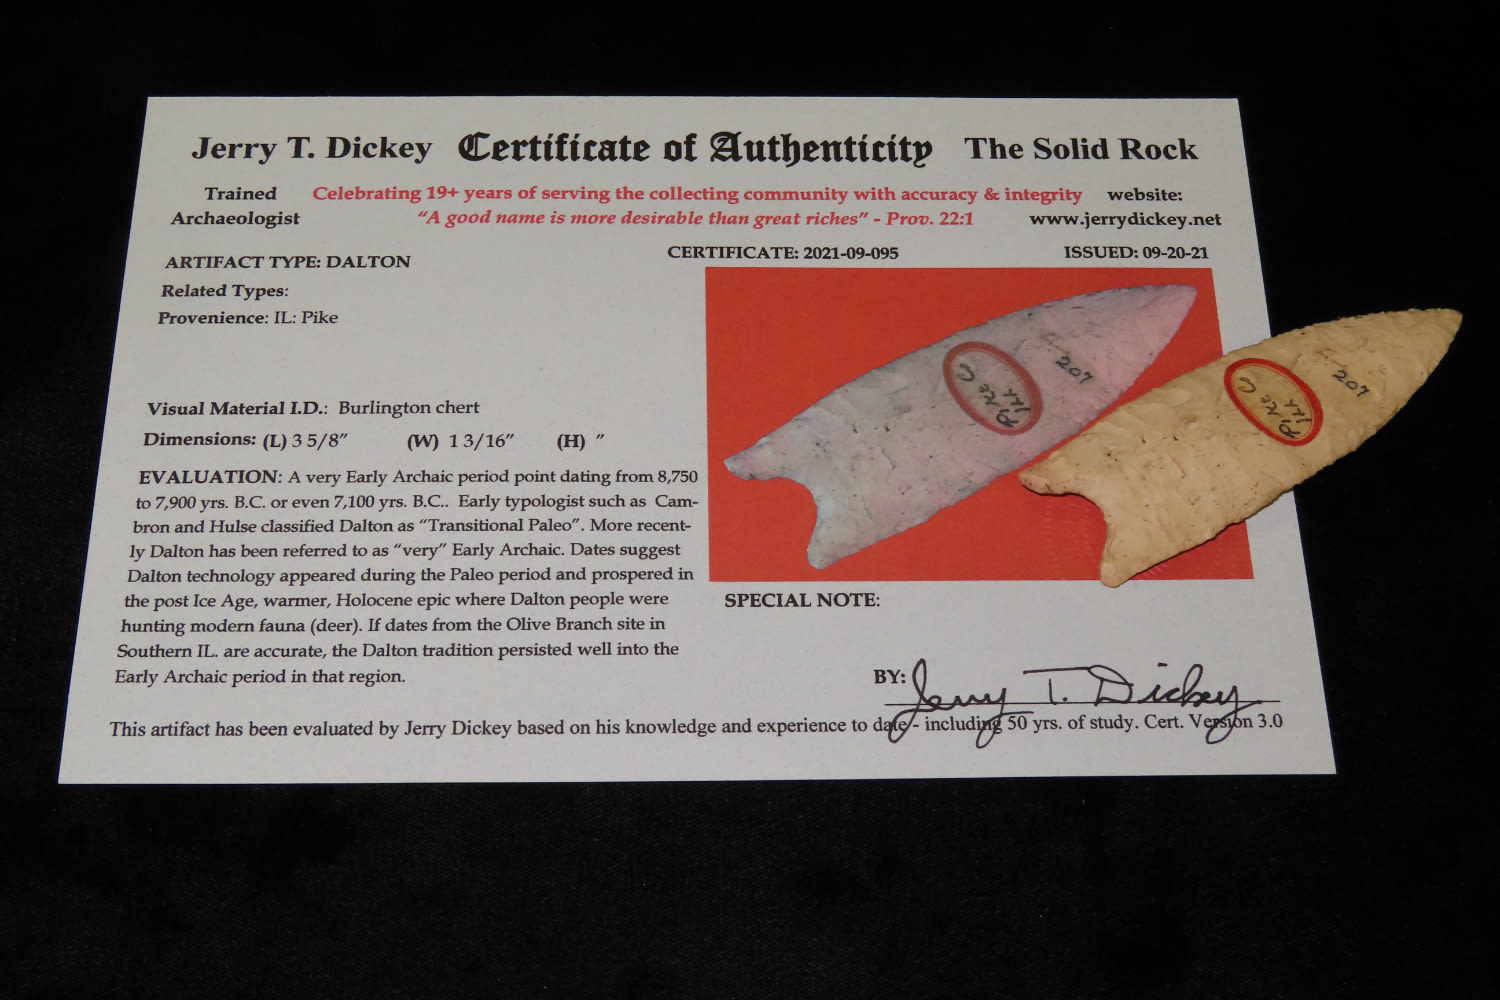 Jerry T. Dickey Certificate of Authenticity The Solid Rock
Trained Celebrating 19+ years of serving the collecting community with accuracy & integrity website:
Archaeologist "A good name is more desirable than great riches" - Prov. 22:1 www.jerrydickey.net
CERTIFICATE: 2021-09-095 ISSUED: 09-20-21
ARTIFACT TYPE: DALTON
Related Types:
Provenience: IL: Pike
Visual Material I.D.: Burlington chert
Dimensions: (L) 3 5/8" (W) 1 3/16" (H) "
EVALUATION: A very Early Archaic period point dating from 8,750
to 7,900 yrs. B.C. or even 7,100 yrs. B.C.. Early typologist such as Cam-
bron and Hulse classified Dalton as "Transitional Paleo". More recent-
ly Dalton has been referred to as "very" Early Archaic. Dates suggest
Dalton technology appeared during the Paleo period and prospered in
the post Ice Age, warmer, Holocene epic where Dalton people were
hunting modern fauna (deer). If dates from the Olive Branch site in
Southern IL. are accurate, the Dalton tradition persisted well into the
Early Archaic period in that region.
207
Pike C
Ill
207
Pike C
Ill
SPECIAL NOTE:
BY: Jerry T. Dickey
This artifact has been evaluated by Jerry Dickey based on his knowledge and experience to date - including 50 yrs. of study. Cert. Version 3.0